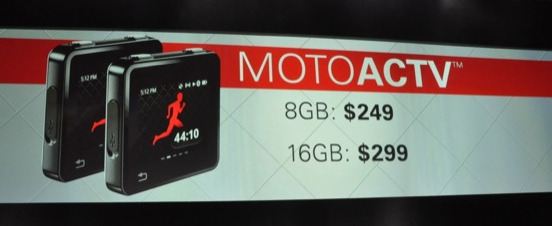 MOTOACTV™
8GB: $249
16GB: $299
5:12 PM
5:12 PM
44:10